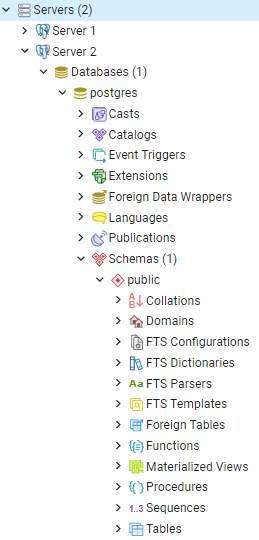 Servers (2)
Server 1
Server 2
Databases (1)
postgres
Casts
Catalogs
Event Triggers
Extensions
Foreign Data Wrappers
Languages
Publications
Schemas (1)
public
Collations
Domains
FTS Configurations
FTS Dictionaries
Aa FTS Parsers
FTS Templates
Foreign Tables
Functions
Materialized Views
Procedures
1..3 Sequences
Tables